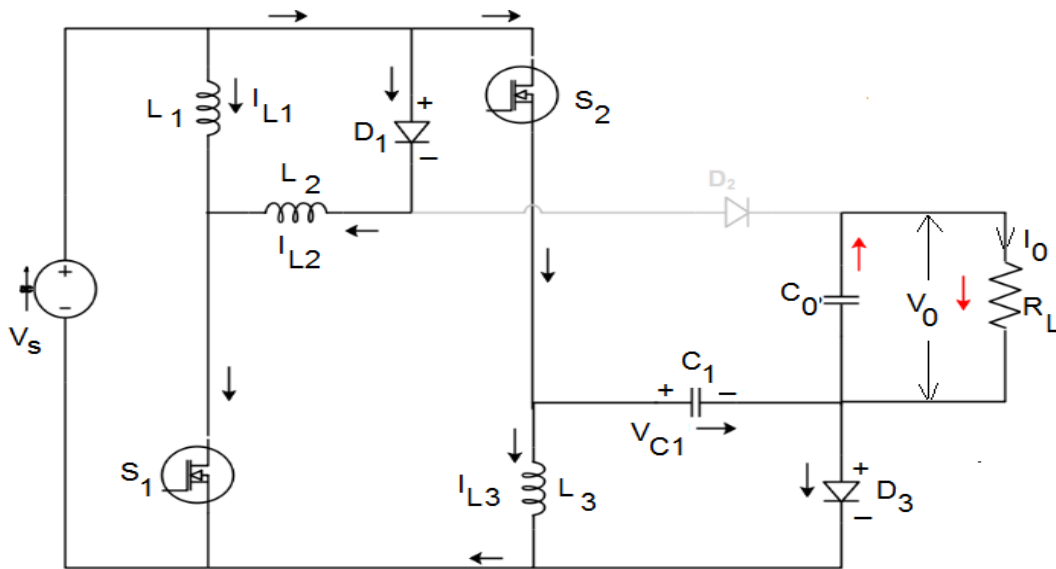 L1
IL1
D1
+
−
S2
L2
IL2
D2
+
−
Vs
C0'
V0
I0
RL
C1
+
−
VC1
S1
IL3
L3
+
D3
−